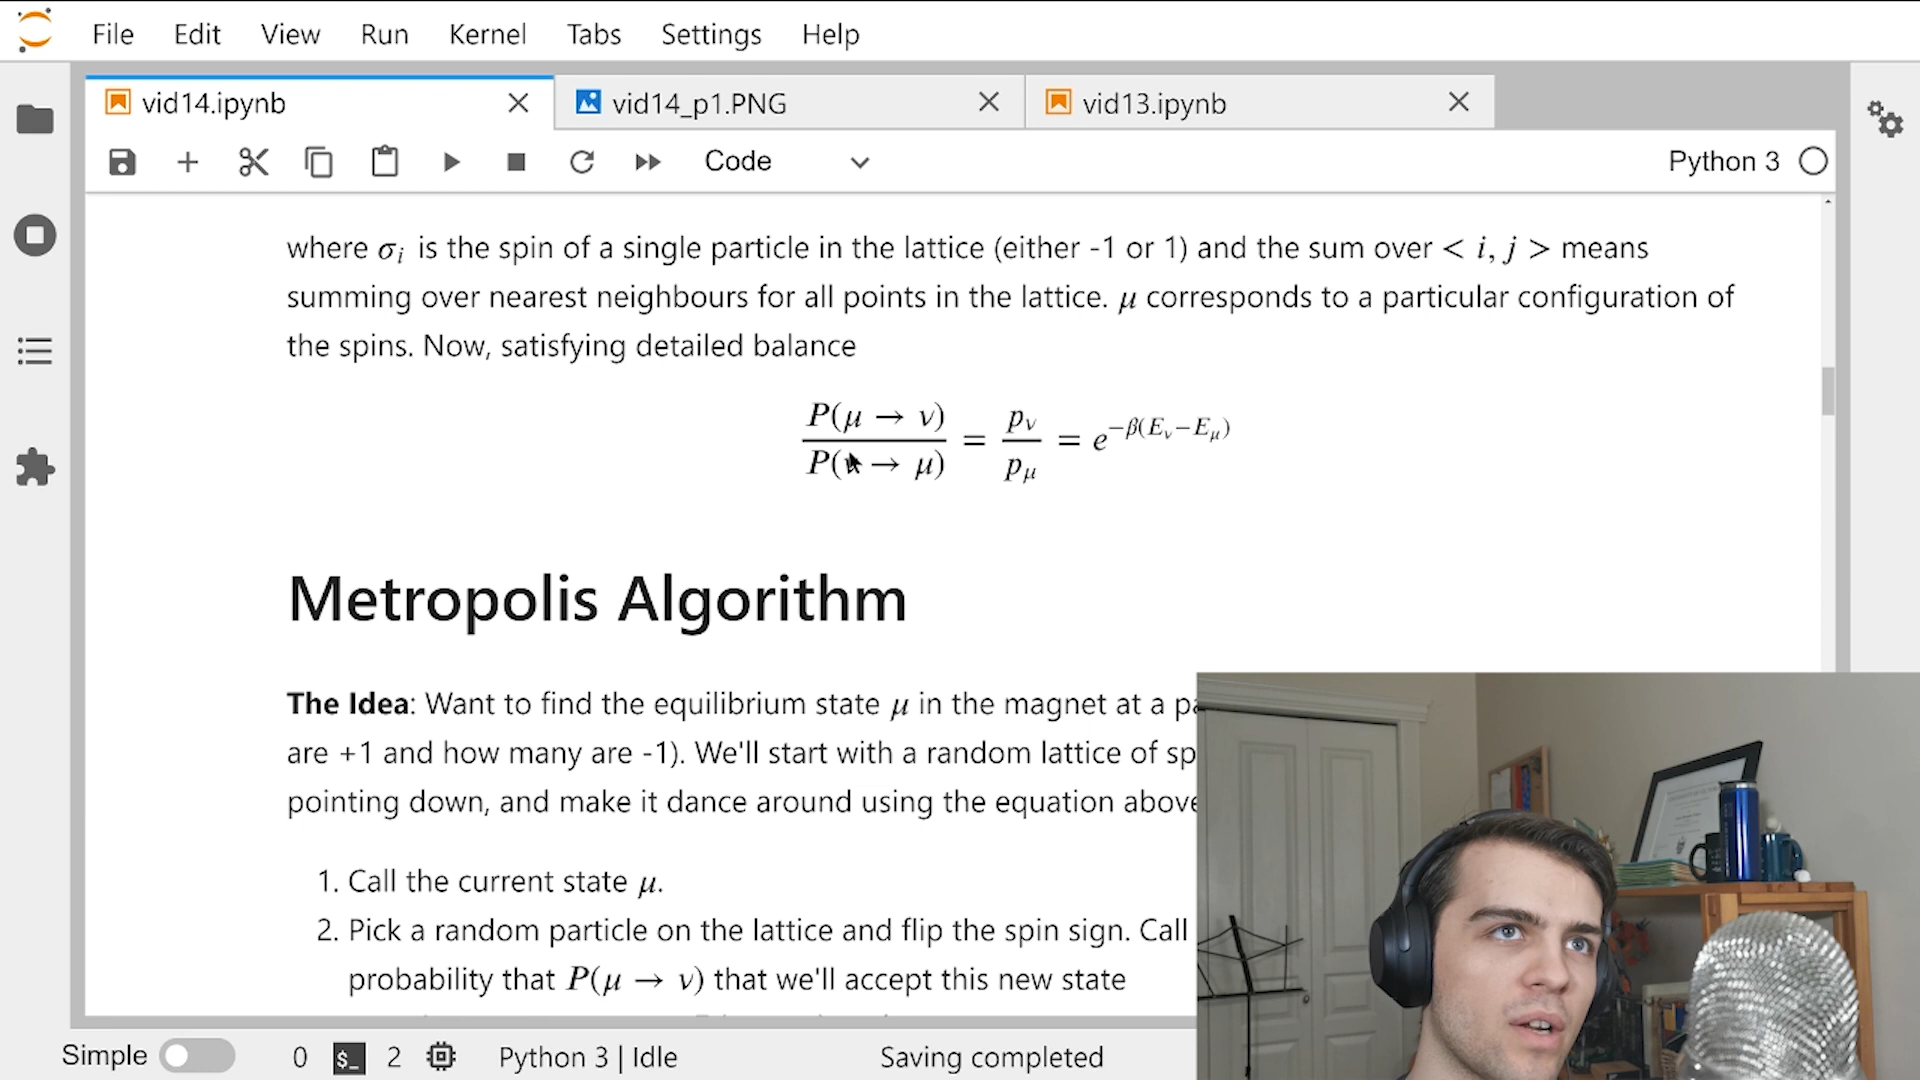 File Edit View Run Kernel Tabs Settings Help
vid14.ipynb vid14_p1.PNG vid13.ipynb
Code Python 3
where σᵢ is the spin of a single particle in the lattice (either -1 or 1) and the sum over < i, j > means
summing over nearest neighbours for all points in the lattice. μ corresponds to a particular configuration of
the spins. Now, satisfying detailed balance
P(μ → ν) / P(ν → μ) = p_ν / p_μ = e^{−β(E_ν−E_μ)}
Metropolis Algorithm
The Idea: Want to find the equilibrium state μ in the magnet at a
are +1 and how many are -1). We'll start with a random lattice of
pointing down, and make it dance around using the equation above
1. Call the current state μ.
2. Pick a random particle on the lattice and flip the spin sign. Call
probability that P(μ → ν) that we'll accept this new state
Simple 0 $_ 2 Python 3 | Idle Saving completed